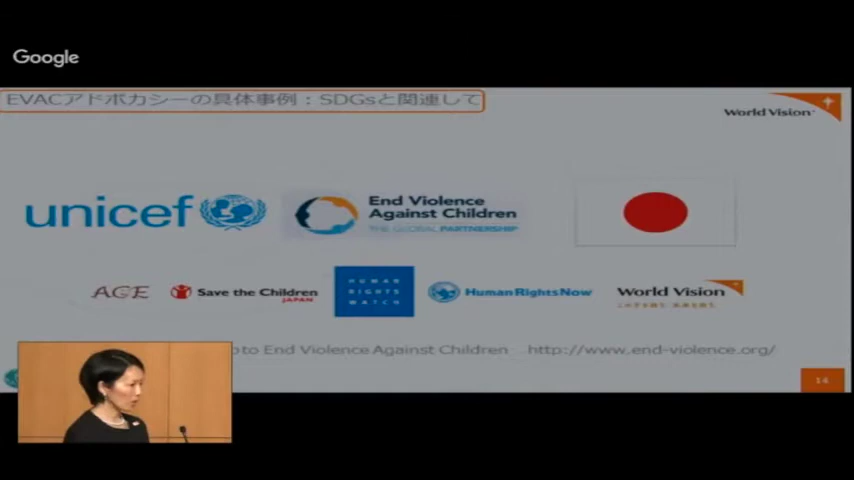 Google
EVACアドボカシーの具体事例：SDGsと関連して
World Vision
unicef
End Violence
Against Children
THE GLOBAL PARTNERSHIP
ACE
Save the Children
JAPAN
HUMAN
RIGHTS
WATCH
HumanRightsNow
World Vision
to End Violence Against Children http://www.end-violence.org/
14